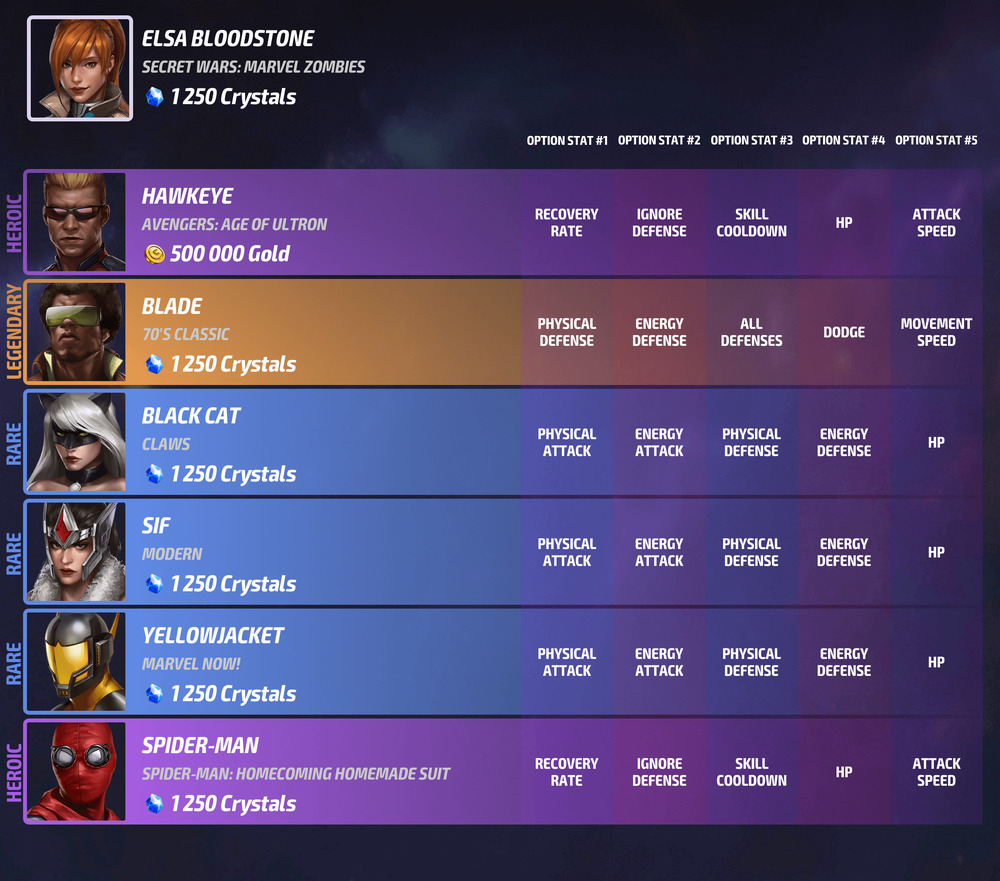 ELSA BLOODSTONE
SECRET WARS: MARVEL ZOMBIES
1 250 Crystals
OPTION STAT #1 OPTION STAT #2 OPTION STAT #3 OPTION STAT #4 OPTION STAT #5
HEROIC
HAWKEYE
AVENGERS: AGE OF ULTRON
500 000 Gold
RECOVERY RATE
IGNORE DEFENSE
SKILL COOLDOWN
HP
ATTACK SPEED
LEGENDARY
BLADE
70'S CLASSIC
1 250 Crystals
PHYSICAL DEFENSE
ENERGY DEFENSE
ALL DEFENSES
DODGE
MOVEMENT SPEED
RARE
BLACK CAT
CLAWS
1 250 Crystals
PHYSICAL ATTACK
ENERGY ATTACK
PHYSICAL DEFENSE
ENERGY DEFENSE
HP
RARE
SIF
MODERN
1 250 Crystals
PHYSICAL ATTACK
ENERGY ATTACK
PHYSICAL DEFENSE
ENERGY DEFENSE
HP
RARE
YELLOWJACKET
MARVEL NOW!
1 250 Crystals
PHYSICAL ATTACK
ENERGY ATTACK
PHYSICAL DEFENSE
ENERGY DEFENSE
HP
HEROIC
SPIDER-MAN
SPIDER-MAN: HOMECOMING HOMEMADE SUIT
1 250 Crystals
RECOVERY RATE
IGNORE DEFENSE
SKILL COOLDOWN
HP
ATTACK SPEED